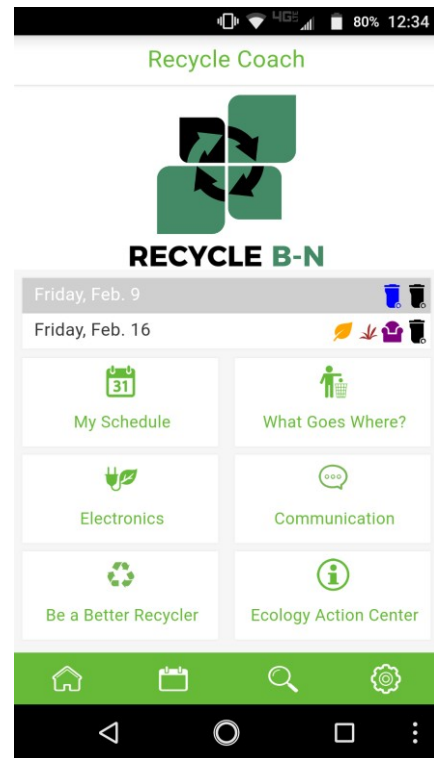 4G 80% 12:34
Recycle Coach
RECYCLE B-N
Friday, Feb. 9
Friday, Feb. 16
31
My Schedule
What Goes Where?
Electronics
Communication
Be a Better Recycler
Ecology Action Center